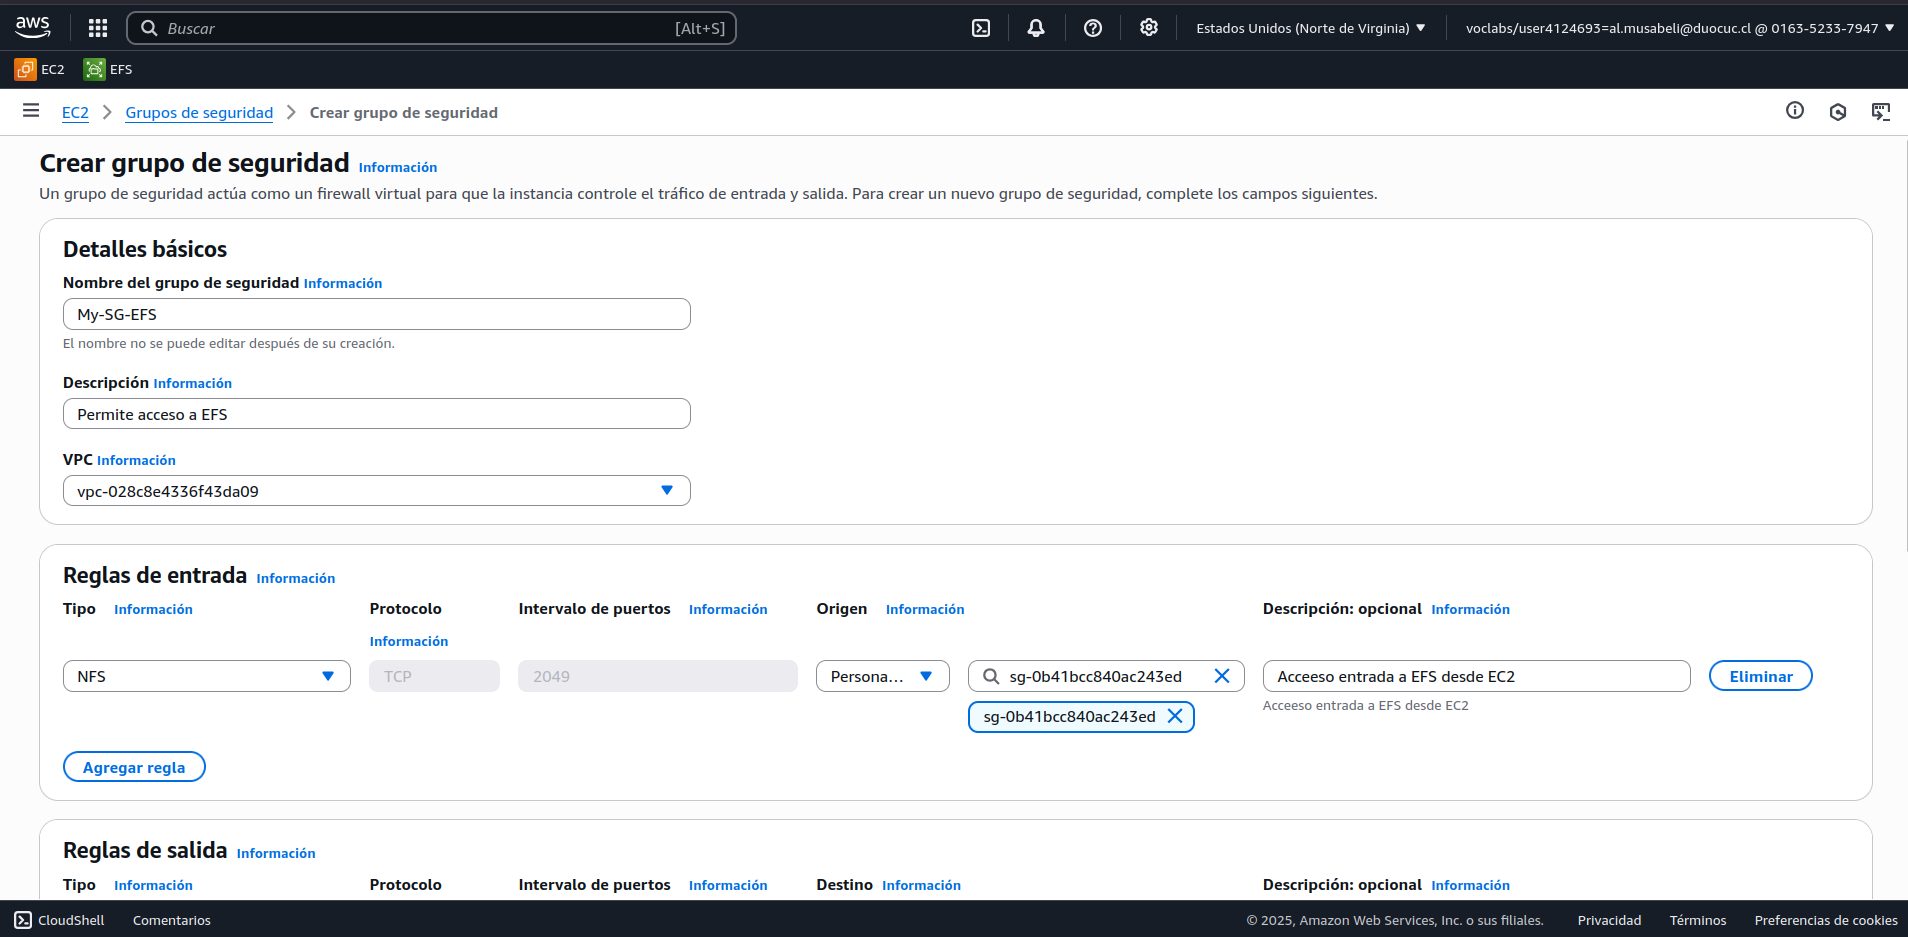 aws
Buscar [Alt+S]
Estados Unidos (Norte de Virginia)
voclabs/user4124693=al.musabeli@duocuc.cl @ 0163-5233-7947
EC2 EFS
EC2 Grupos de seguridad Crear grupo de seguridad
Crear grupo de seguridad Información
Un grupo de seguridad actúa como un firewall virtual para que la instancia controle el tráfico de entrada y salida. Para crear un nuevo grupo de seguridad, complete los campos siguientes.
Detalles básicos
Nombre del grupo de seguridad Información
My-SG-EFS
El nombre no se puede editar después de su creación.
Descripción Información
Permite acceso a EFS
VPC Información
vpc-028c8e4336f43da09
Reglas de entrada Información
Tipo Información Protocolo Intervalo de puertos Información Origen Información Descripción: opcional Información
Información
NFS TCP 2049 Persona... sg-0b41bcc840ac243ed Acceeso entrada a EFS desde EC2 Eliminar
sg-0b41bcc840ac243ed Acceeso entrada a EFS desde EC2
Agregar regla
Reglas de salida Información
Tipo Información Protocolo Intervalo de puertos Información Destino Información Descripción: opcional Información
CloudShell Comentarios © 2025, Amazon Web Services, Inc. o sus filiales. Privacidad Términos Preferencias de cookies